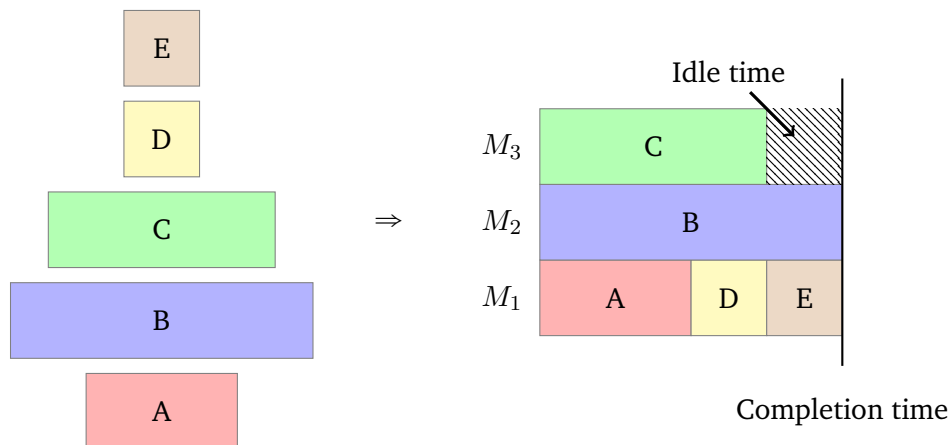 E
D
C
B
A
⇒
Idle time
M₃
C
M₂
B
M₁
A D E
Completion time